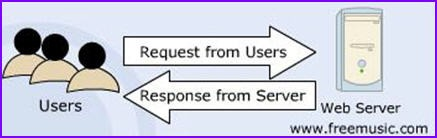 Request from Users
Response from Server
Users
Web Server
www.freemusic.com